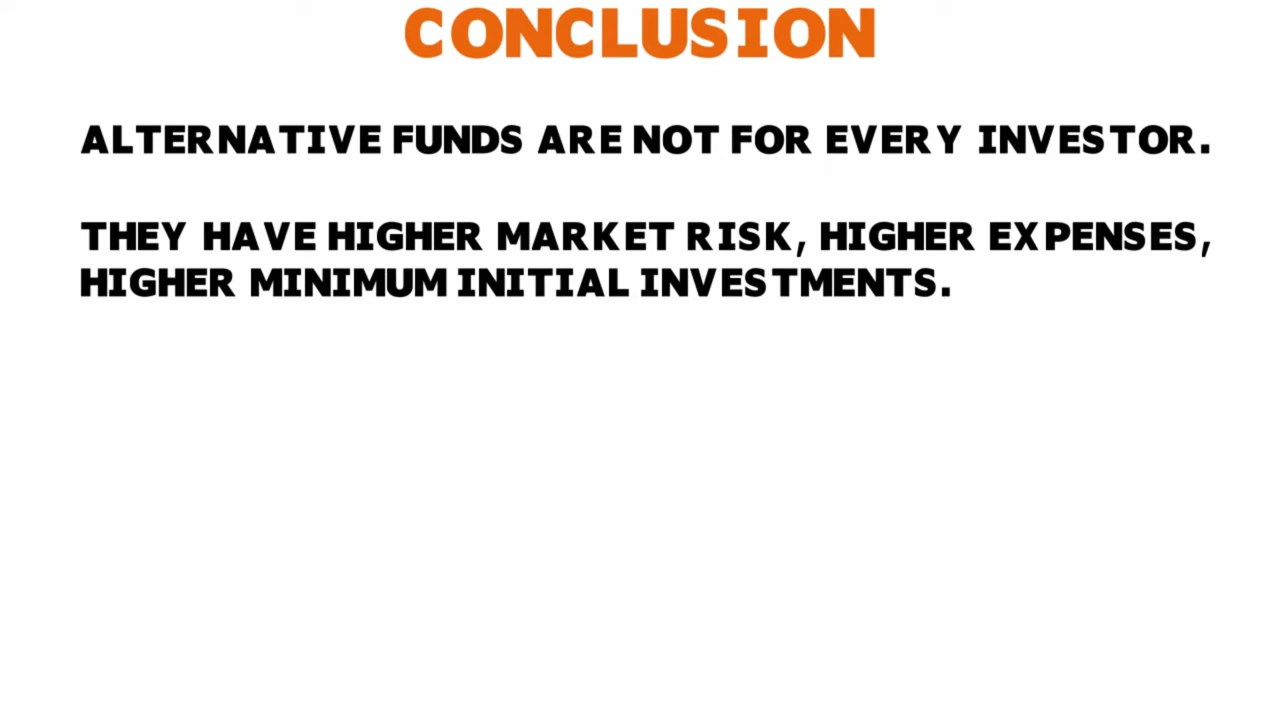 CONCLUSION
ALTERNATIVE FUNDS ARE NOT FOR EVERY INVESTOR.
THEY HAVE HIGHER MARKET RISK, HIGHER EXPENSES,
HIGHER MINIMUM INITIAL INVESTMENTS.